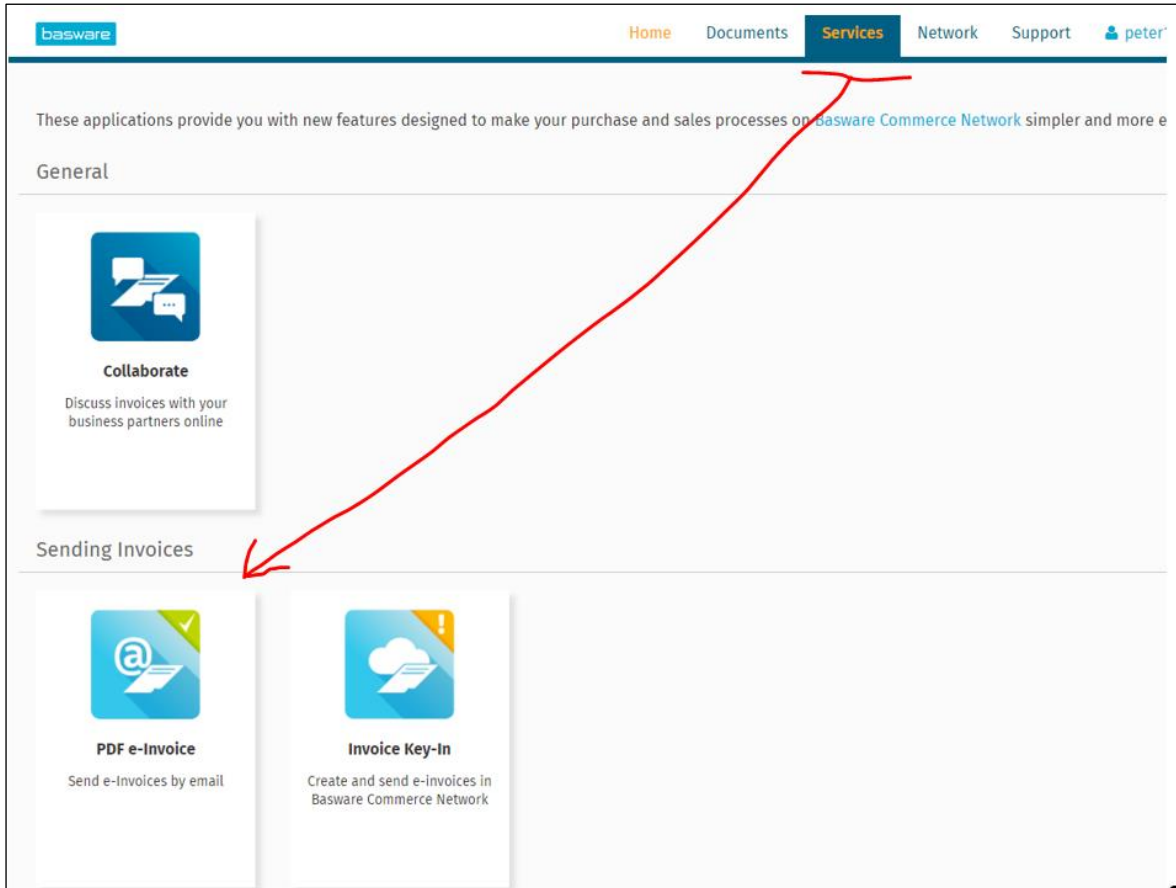 basware
Home Documents Services Network Support peter
These applications provide you with new features designed to make your purchase and sales processes on Basware Commerce Network simpler and more e
General
Collaborate
Discuss invoices with your
business partners online
Sending Invoices
@
PDF e-Invoice
Send e-Invoices by email
!
Invoice Key-In
Create and send e-invoices in
Basware Commerce Network